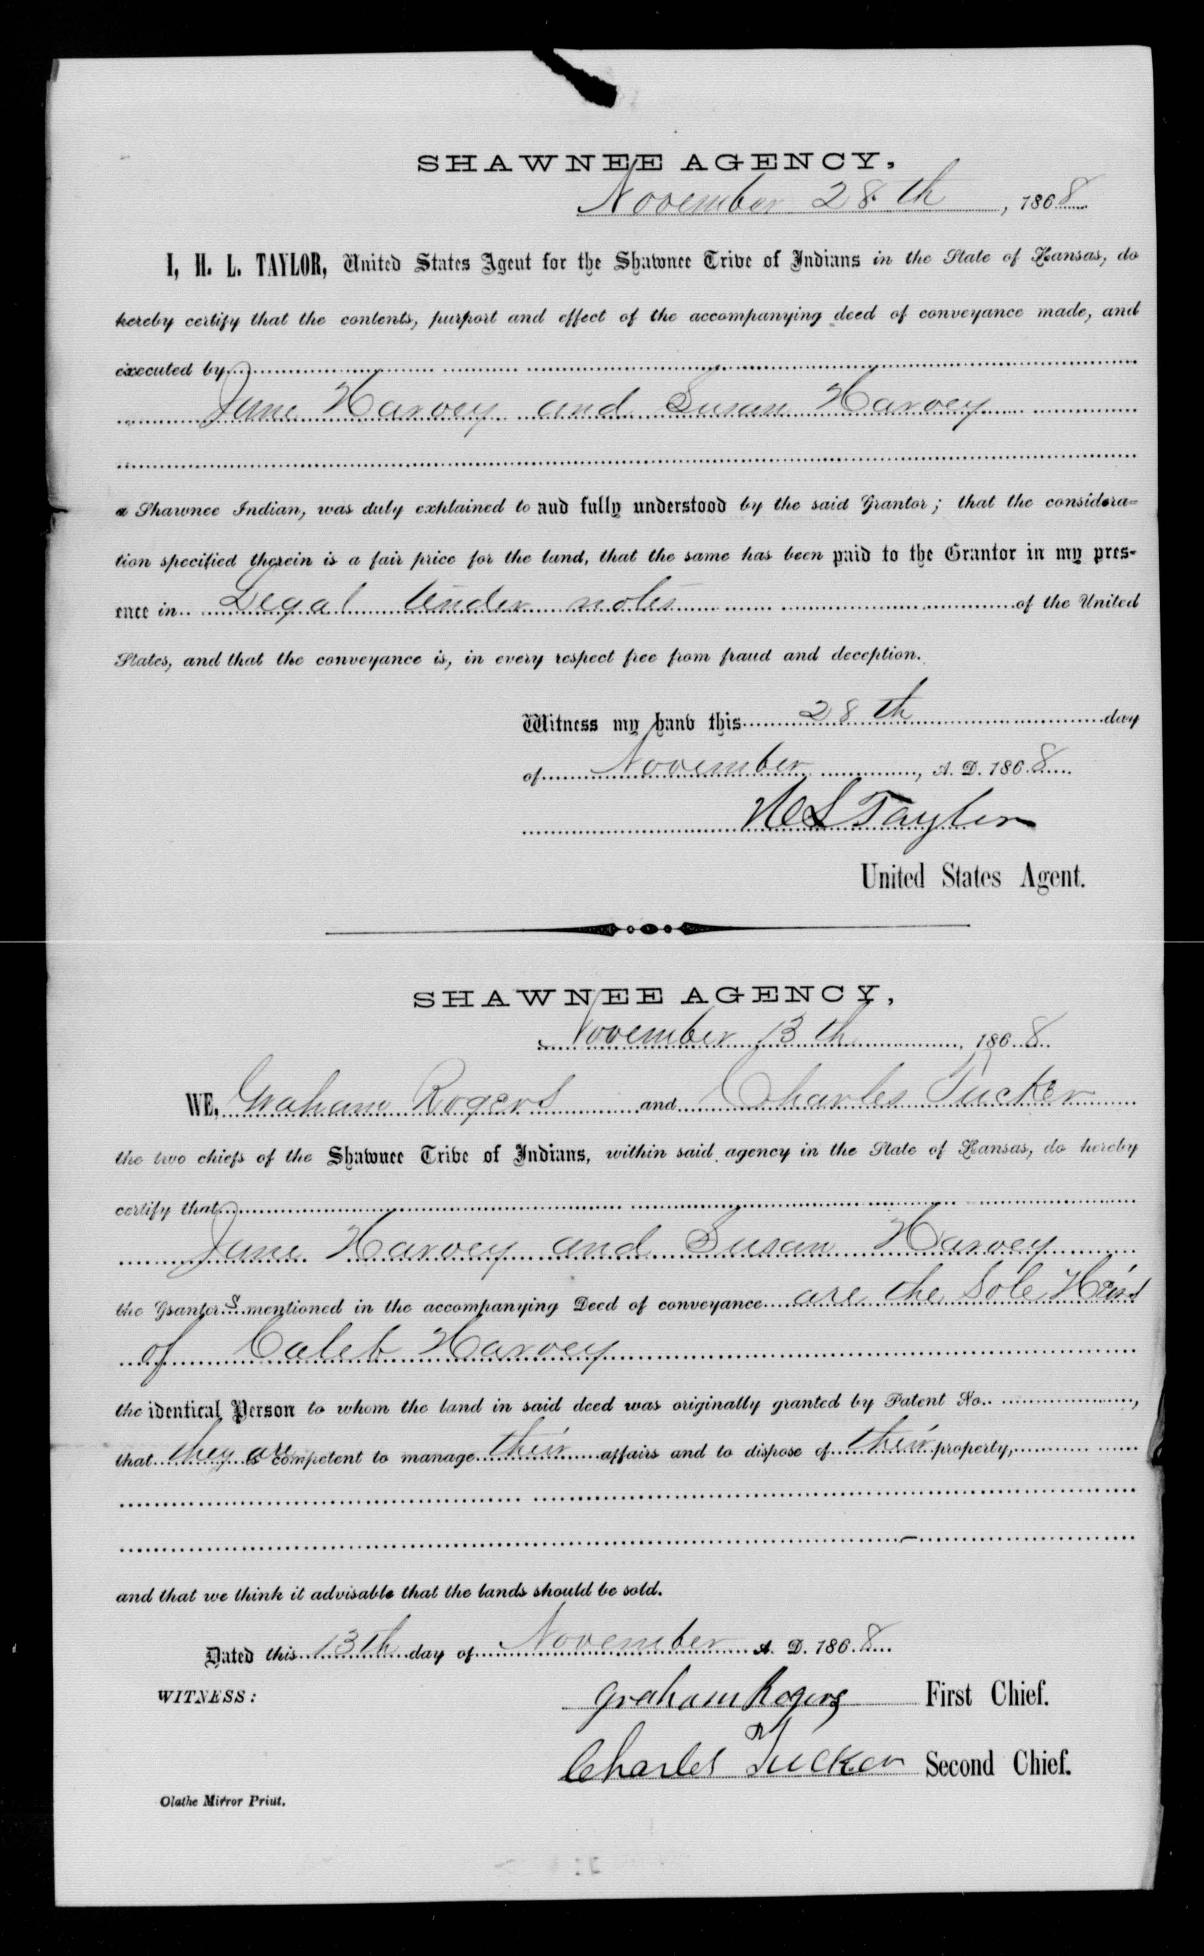 SHAWNEE AGENCY,
November 28th, 1868
I, H. L. TAYLOR, United States Agent for the Shawnee Tribe of Indians in the State of Kansas, do
hereby certify that the contents, purport and effect of the accompanying deed of conveyance made, and
executed by
Jane Harvey and Susan Harvey
a Shawnee Indian, was duly explained to and fully understood by the said Grantor; that the considera-
tion specified therein is a fair price for the land, that the same has been paid to the Grantor in my pres-
ence in Legal tender notes of the United
States, and that the conveyance is, in every respect free from fraud and deception.
Witness my hand this 28th day
of November, A. D. 1868
H L Taylor
United States Agent.
SHAWNEE AGENCY,
November 13th, 1868
WE, Graham Rogers and Charles Tucker
the two chiefs of the Shawnee Tribe of Indians, within said agency in the State of Kansas, do hereby
certify that
Jane Harvey and Susan Harvey
the Grantors mentioned in the accompanying Deed of conveyance are the Sole Heirs
of Caleb Harvey
the identical Person to whom the land in said deed was originally granted by Patent No. ,
that they are is competent to manage their affairs and to dispose of their property,
and that we think it advisable that the lands should be sold.
Dated this 13th day of November A. D. 1868
WITNESS:
Graham Rogers First Chief.
Charles Tucker Second Chief.
Olathe Mirror Print.